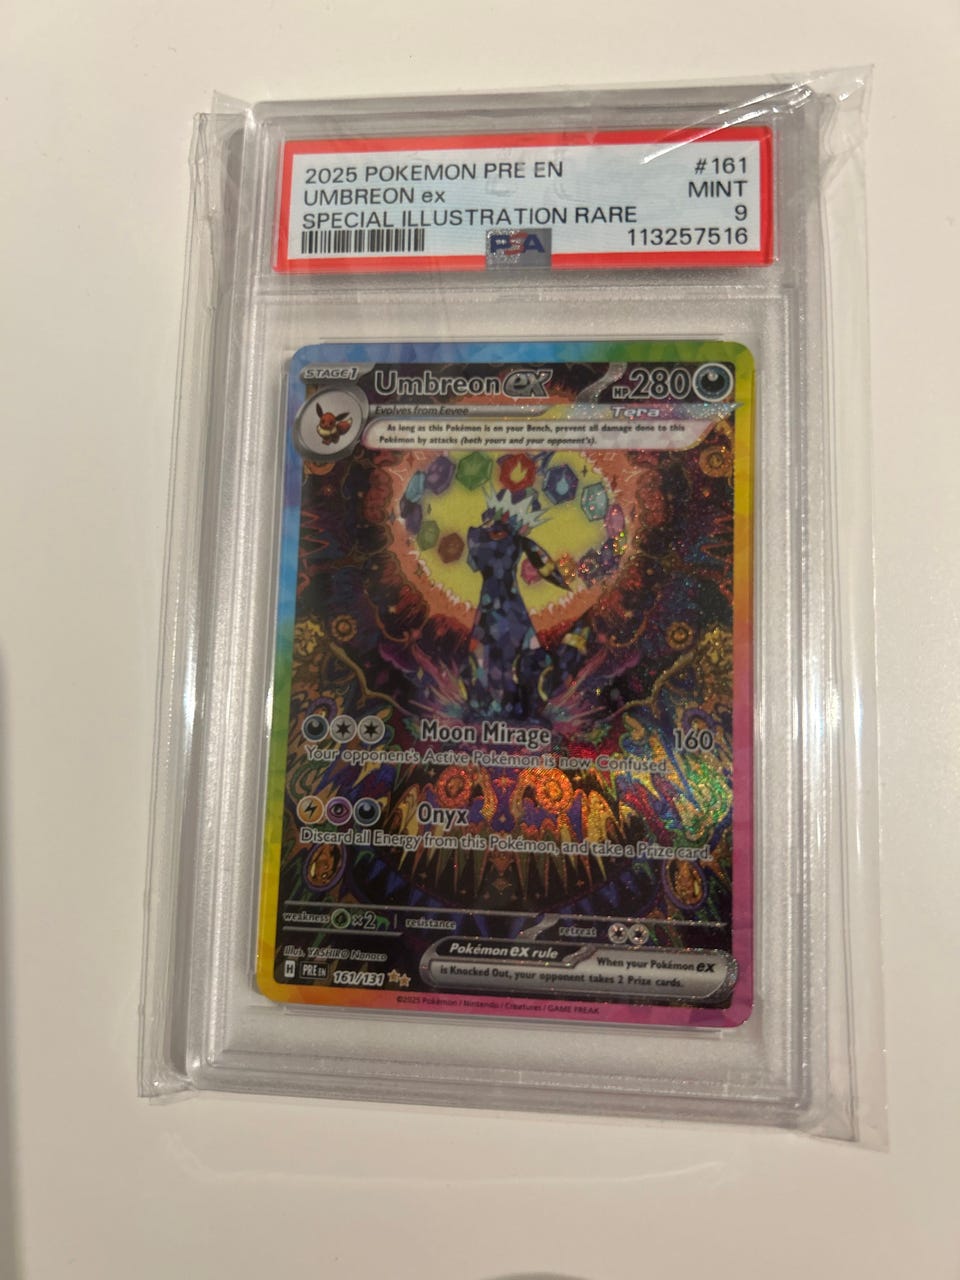 2025 POKEMON PRE EN #161
UMBREON ex MINT
SPECIAL ILLUSTRATION RARE 9
PSA 113257516
STAGE 1 Umbreon ex HP 280
Evolves from Eevee Tera
As long as this Pokémon is on your Bench, prevent all damage done to this
Pokémon by attacks (both yours and your opponent's).
Moon Mirage 160
Your opponent's Active Pokémon is now Confused.
Onyx
Discard all Energy from this Pokémon, and take a Prize card.
weakness ×2 resistance retreat
Illus. YASHIRO Nanaco
Pokémon ex rule When your Pokémon ex
is Knocked Out, your opponent takes 2 Prize cards.
H PRE EN 161/131
©2025 Pokémon / Nintendo / Creatures / GAME FREAK